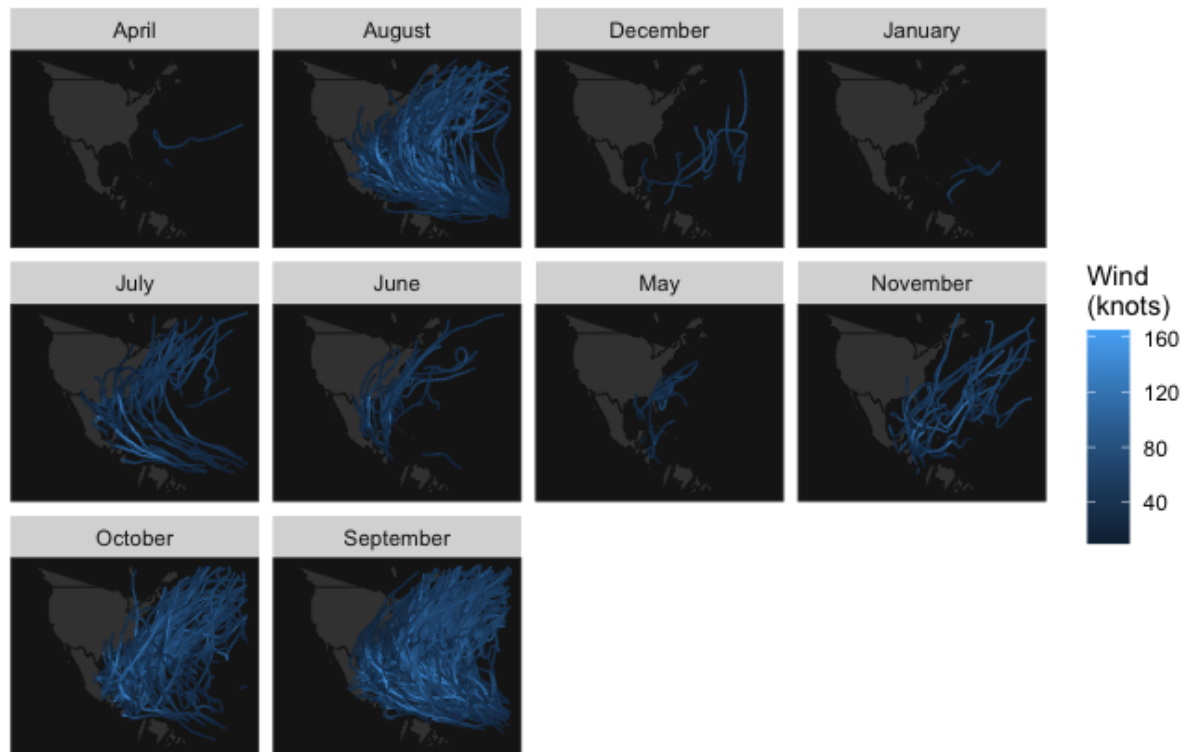 April
August
December
January
July
June
May
November
October
September
Wind
(knots)
160
120
80
40